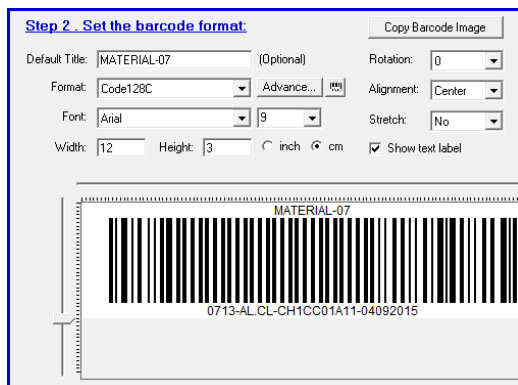 Step 2 . Set the barcode format:
Copy Barcode Image
Default Title: MATERIAL-07 (Optional) Rotation: 0
Format: Code128C Advance... Alignment: Center
Font: Arial 9 Stretch: No
Width: 12 Height: 3 inch cm Show text label
MATERIAL-07
0713-AL.CL-CH1CC01A11-04092015